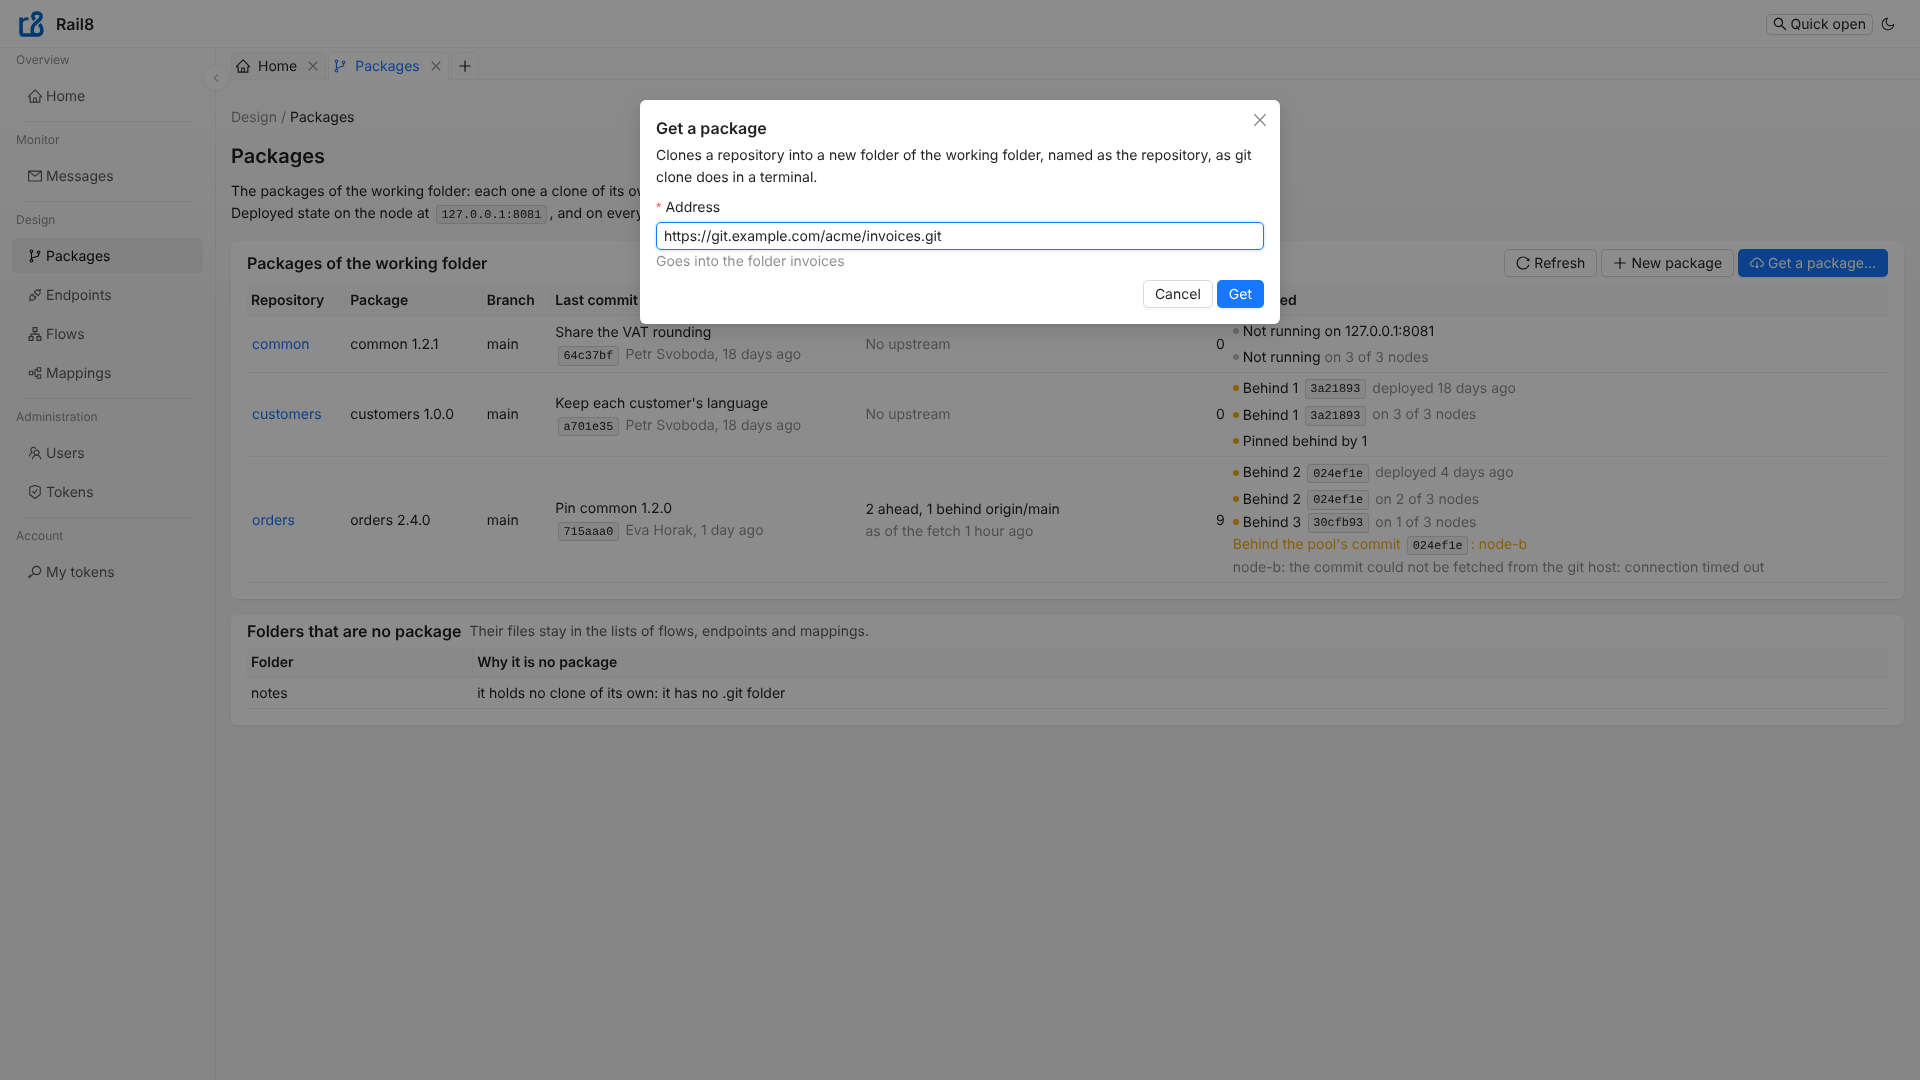 Rail8
Quick open
Overview
Home
Monitor
Messages
Design
Packages
Endpoints
Flows
Mappings
Administration
Users
Tokens
Account
My tokens
Home
Packages
Design / Packages
Packages
The packages of the working folder: each one a clone of its
Deployed state on the node at 127.0.0.1:8081, and on every
Get a package
Clones a repository into a new folder of the working folder, named as the repository, as git
clone does in a terminal.
* Address
https://git.example.com/acme/invoices.git
Goes into the folder invoices
Cancel
Get
Packages of the working folder
Refresh
New package
Get a package...
Repository Package Branch Last commit
common common 1.2.1 main Share the VAT rounding
64c37bf Petr Svoboda, 18 days ago
No upstream 0
Not running on 127.0.0.1:8081
Not running on 3 of 3 nodes
customers customers 1.0.0 main Keep each customer's language
a701e35 Petr Svoboda, 18 days ago
No upstream 0
Behind 1 3a21893 deployed 18 days ago
Behind 1 3a21893 on 3 of 3 nodes
Pinned behind by 1
orders orders 2.4.0 main Pin common 1.2.0
715aaa0 Eva Horak, 1 day ago
2 ahead, 1 behind origin/main
as of the fetch 1 hour ago
9
Behind 2 024ef1e deployed 4 days ago
Behind 2 024ef1e on 2 of 3 nodes
Behind 3 30cfb93 on 1 of 3 nodes
Behind the pool's commit 024ef1e: node-b
node-b: the commit could not be fetched from the git host: connection timed out
Folders that are no package Their files stay in the lists of flows, endpoints and mappings.
Folder Why it is no package
notes it holds no clone of its own: it has no .git folder